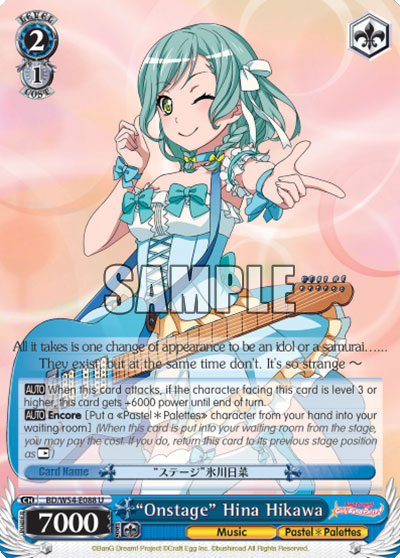 LEVEL
2
1
COST
SAMPLE
All it takes is one change of appearance to be an idol or a samurai……
They exist, but at the same time don't. It's so strange ～
AUTO When this card attacks, if the character facing this card is level 3 or
higher, this card gets +6000 power until end of turn.
AUTO Encore [Put a «Pastel＊Palettes» character from your hand into your
waiting room] (When this card is put into your waiting room from the stage,
you may pay the cost. If you do, return this card to its previous stage position
as )
Card Name
"ステージ"氷川日菜
CH BD/W54-E088 U
7000
"Onstage" Hina Hikawa
Music
Pastel＊Palettes
©BanG Dream! Project ©Craft Egg Inc. ©bushiroad All Rights Reserved.